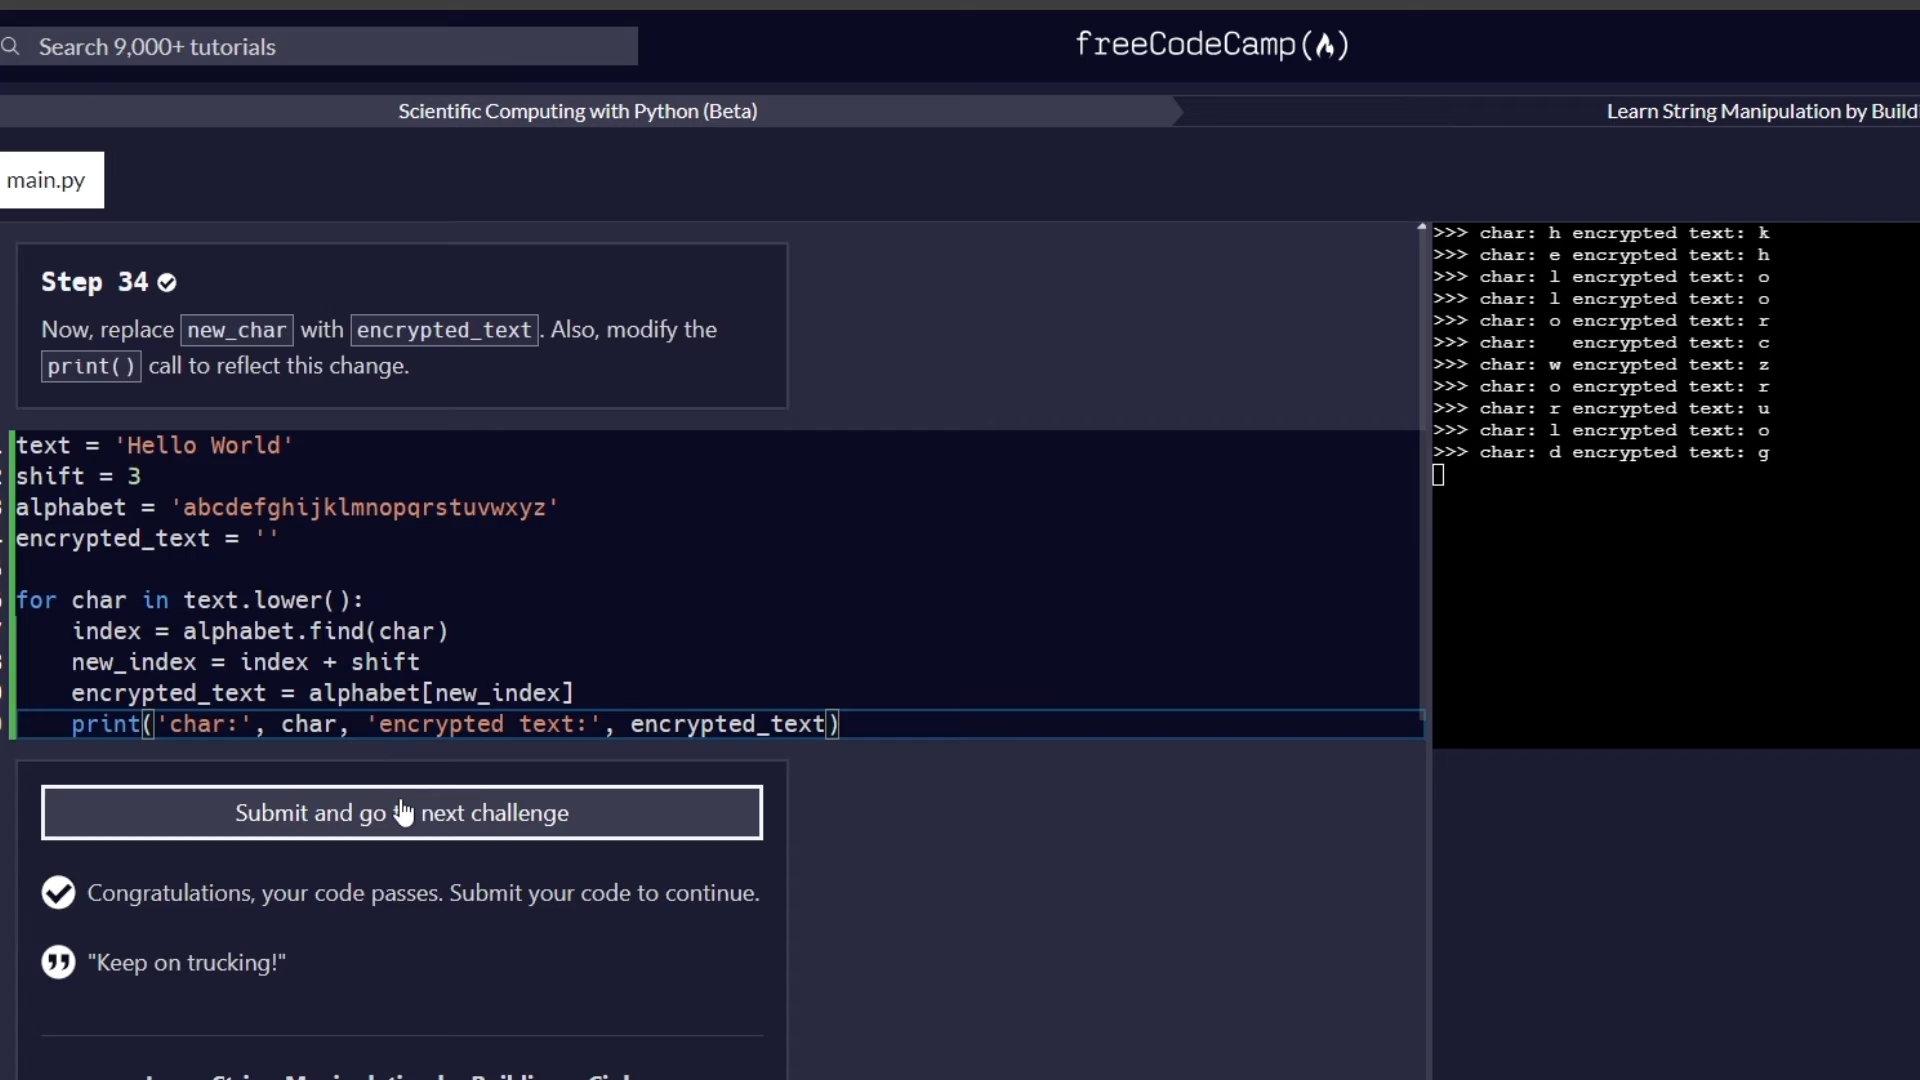 Search 9,000+ tutorials
freeCodeCamp(🔥)
Scientific Computing with Python (Beta)
Learn String Manipulation by Buildi
main.py
Step 34
Now, replace new_char with encrypted_text. Also, modify the
print() call to reflect this change.
text = 'Hello World'
shift = 3
alphabet = 'abcdefghijklmnopqrstuvwxyz'
encrypted_text = ''
for char in text.lower():
    index = alphabet.find(char)
    new_index = index + shift
    encrypted_text = alphabet[new_index]
    print('char:', char, 'encrypted text:', encrypted_text)
Submit and go next challenge
Congratulations, your code passes. Submit your code to continue.
"Keep on trucking!"
>>> char: h encrypted text: k
>>> char: e encrypted text: h
>>> char: l encrypted text: o
>>> char: l encrypted text: o
>>> char: o encrypted text: r
>>> char:   encrypted text: c
>>> char: w encrypted text: z
>>> char: o encrypted text: r
>>> char: r encrypted text: u
>>> char: l encrypted text: o
>>> char: d encrypted text: g